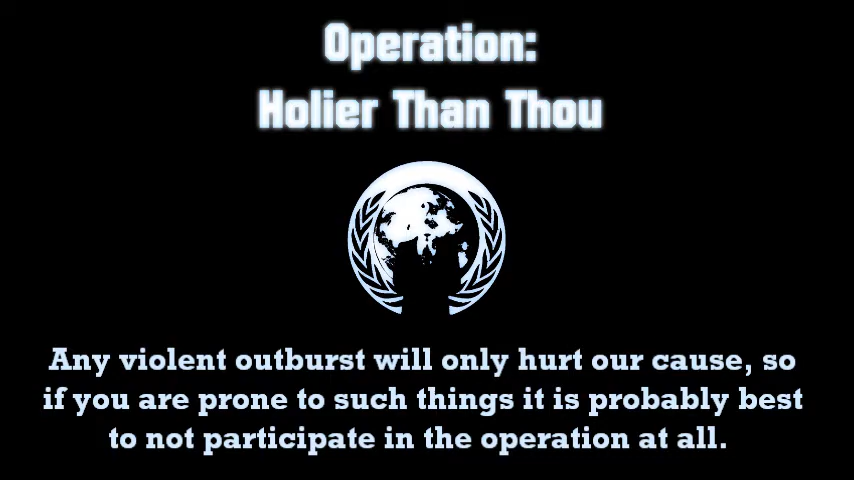 Operation:
Holier Than Thou
Any violent outburst will only hurt our cause, so
if you are prone to such things it is probably best
to not participate in the operation at all.